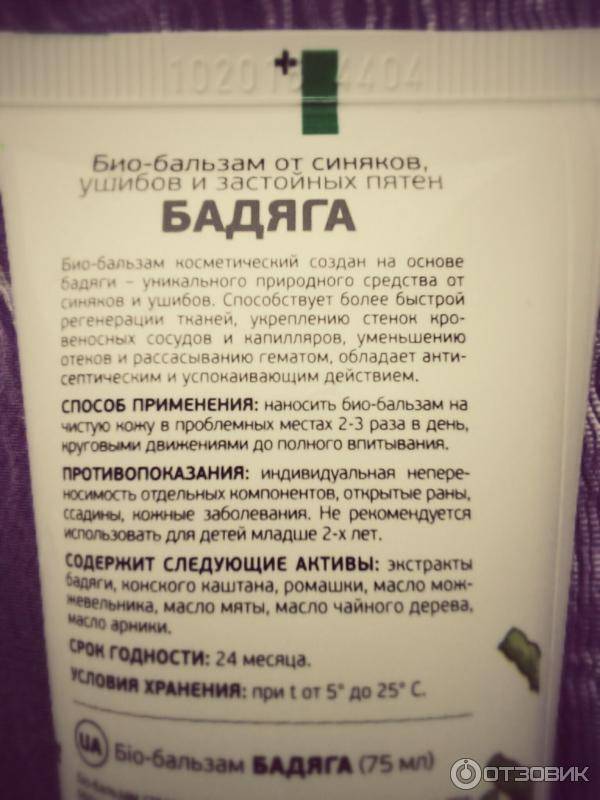 Био-бальзам от синяков,
ушибов и застойных пятен
БАДЯГА
Био-бальзам косметический создан на основе
бадяги – уникального природного средства от
синяков и ушибов. Способствует более быстрой
регенерации тканей, укреплению стенок кро-
веносных сосудов и капилляров, уменьшению
отеков и рассасыванию гематом, обладает анти-
септическим и успокаивающим действием.
СПОСОБ ПРИМЕНЕНИЯ: наносить био-бальзам на
чистую кожу в проблемных местах 2-3 раза в день,
круговыми движениями до полного впитывания.
ПРОТИВОПОКАЗАНИЯ: индивидуальная непере-
носимость отдельных компонентов, открытые раны,
ссадины, кожные заболевания. Не рекомендуется
использовать для детей младше 2-х лет.
СОДЕРЖИТ СЛЕДУЮЩИЕ АКТИВЫ: экстракты
бадяги, конского каштана, ромашки, масло мож-
жевельника, масло мяты, масло чайного дерева,
масло арники.
СРОК ГОДНОСТИ: 24 месяца.
УСЛОВИЯ ХРАНЕНИЯ: при t от 5° до 25° С.
UA Біо-бальзам БАДЯГА (75 мл)
ОТЗОВИК